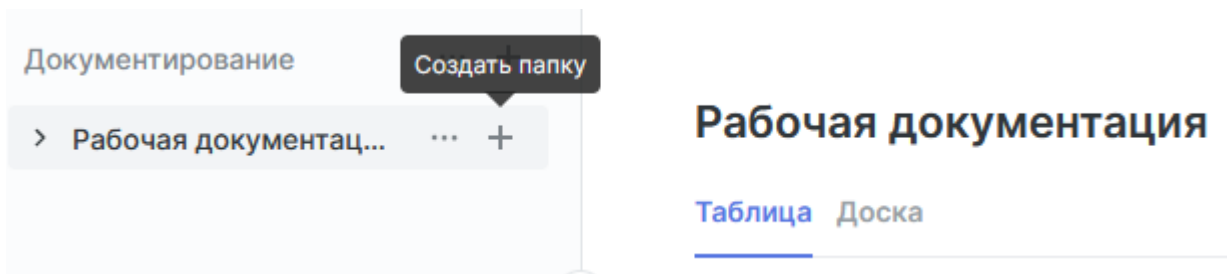 Документирование
Создать папку
Рабочая документац...
Рабочая документация
Таблица Доска